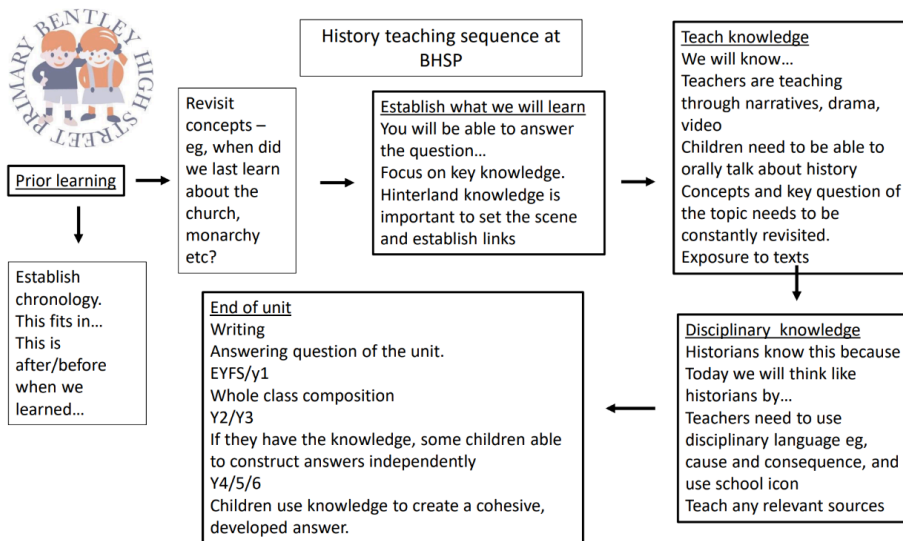 BENTLEY HIGH STREET PRIMARY
History teaching sequence at
BHSP
Prior learning
Establish
chronology.
This fits in…
This is
after/before
when we
learned…
Revisit
concepts –
eg, when did
we last learn
about the
church,
monarchy
etc?
Establish what we will learn
You will be able to answer
the question…
Focus on key knowledge.
Hinterland knowledge is
important to set the scene
and establish links
Teach knowledge
We will know…
Teachers are teaching
through narratives, drama,
video
Children need to be able to
orally talk about history
Concepts and key question of
the topic needs to be
constantly revisited.
Exposure to texts
Disciplinary knowledge
Historians know this because
Today we will think like
historians by…
Teachers need to use
disciplinary language eg,
cause and consequence, and
use school icon
Teach any relevant sources
End of unit
Writing
Answering question of the unit.
EYFS/y1
Whole class composition
Y2/Y3
If they have the knowledge, some children able
to construct answers independently
Y4/5/6
Children use knowledge to create a cohesive,
developed answer.